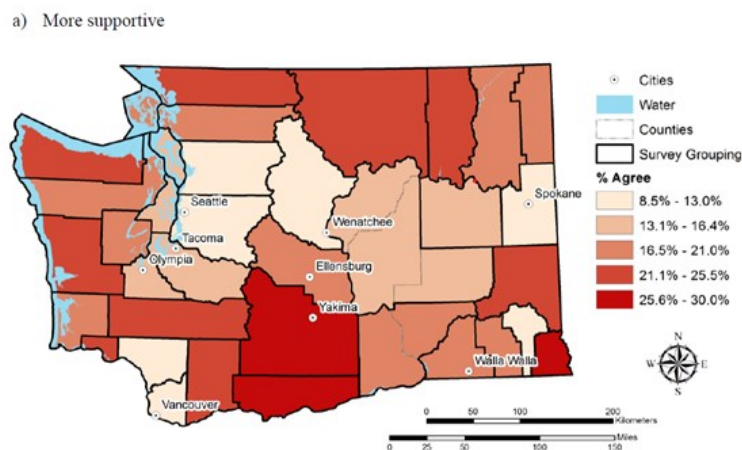 a) More supportive
Cities
Water
Counties
Survey Grouping
% Agree
8.5% - 13.0%
13.1% - 16.4%
16.5% - 21.0%
21.1% - 25.5%
25.6% - 30.0%
Seattle
Spokane
Wenatchee
Tacoma
Olympia
Ellensburg
Yakima
Walla Walla
Vancouver
N
W E
S
0 50 100 200
Kilometers
Miles
0 25 50 100 150